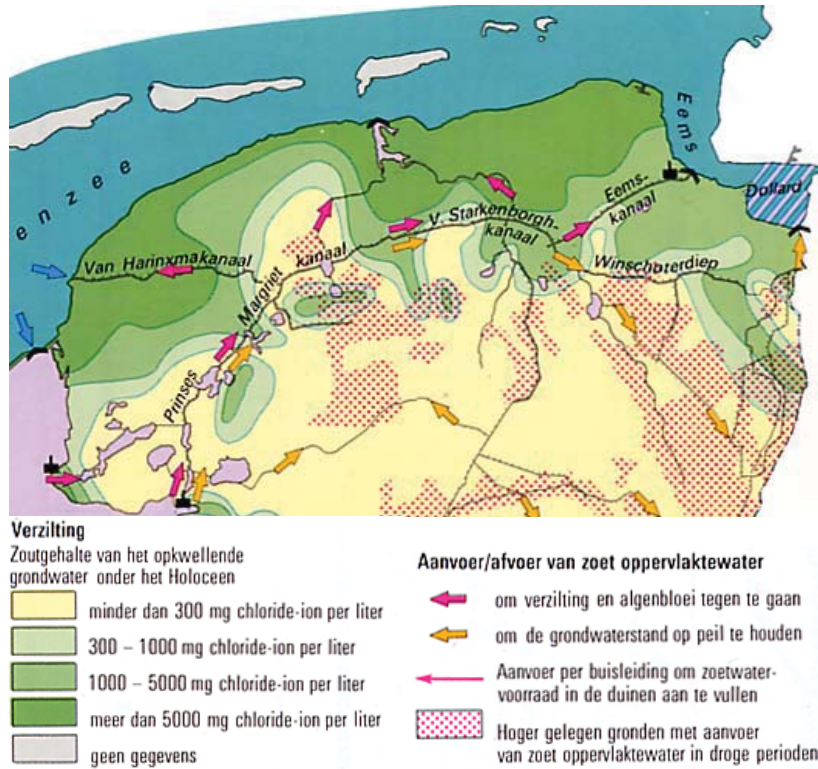 enzee
Eems
Dollard
Eems-
kanaal
V. Starkenborgh-
kanaal
Winschoterdiep
Van Harinxmakanaal
Prinses
Margriet
kanaal
Verzilting
Zoutgehalte van het opkwellende
grondwater onder het Holoceen
minder dan 300 mg chloride-ion per liter
300 – 1000 mg chloride-ion per liter
1000 – 5000 mg chloride-ion per liter
meer dan 5000 mg chloride-ion per liter
geen gegevens
Aanvoer/afvoer van zoet oppervlaktewater
om verzilting en algenbloei tegen te gaan
om de grondwaterstand op peil te houden
Aanvoer per buisleiding om zoetwater-
voorraad in de duinen aan te vullen
Hoger gelegen gronden met aanvoer
van zoet oppervlaktewater in droge perioden